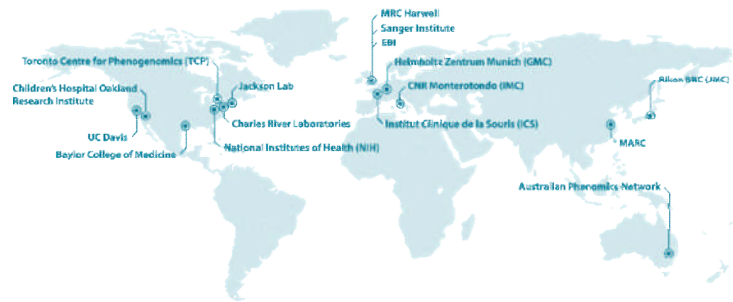 MRC Harwell
Sanger Institute
EBI
Toronto Centre for Phenogenomics (TCP)
Helmholtz Zentrum Munich (GMC)
Children's Hospital Oakland
Research Institute
Jackson Lab
CNR Monterotondo (IMC)
Riken BRC (JMC)
Charles River Laboratories
Institut Clinique de la Souris (ICS)
UC Davis
MARC
National Institutes of Health (NIH)
Baylor College of Medicine
Australian Phenomics Network